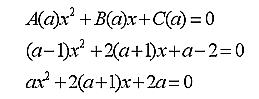 A(a)x² + B(a)x + C(a) = 0
(a−1)x² + 2(a+1)x + a − 2 = 0
ax² + 2(a+1)x + 2a = 0